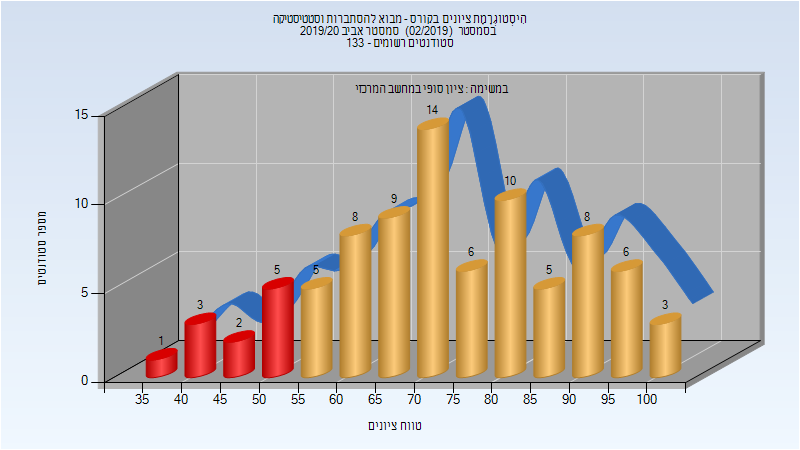 הִיסְטוֹגְרָמַת ציונים בקורס - מבוא להסתברות וסטטיסטיקה
בסמסטר (02/2019) סמסטר אביב 2019/20
סטודנטים רשומים - 133
במשימה : ציון סופי במחשב המרכזי
15
10
5
0
מספר סטודנטים
1
3
2
5
5
8
9
14
6
10
5
8
6
3
35 40 45 50 55 60 65 70 75 80 85 90 95 100
טווח ציונים